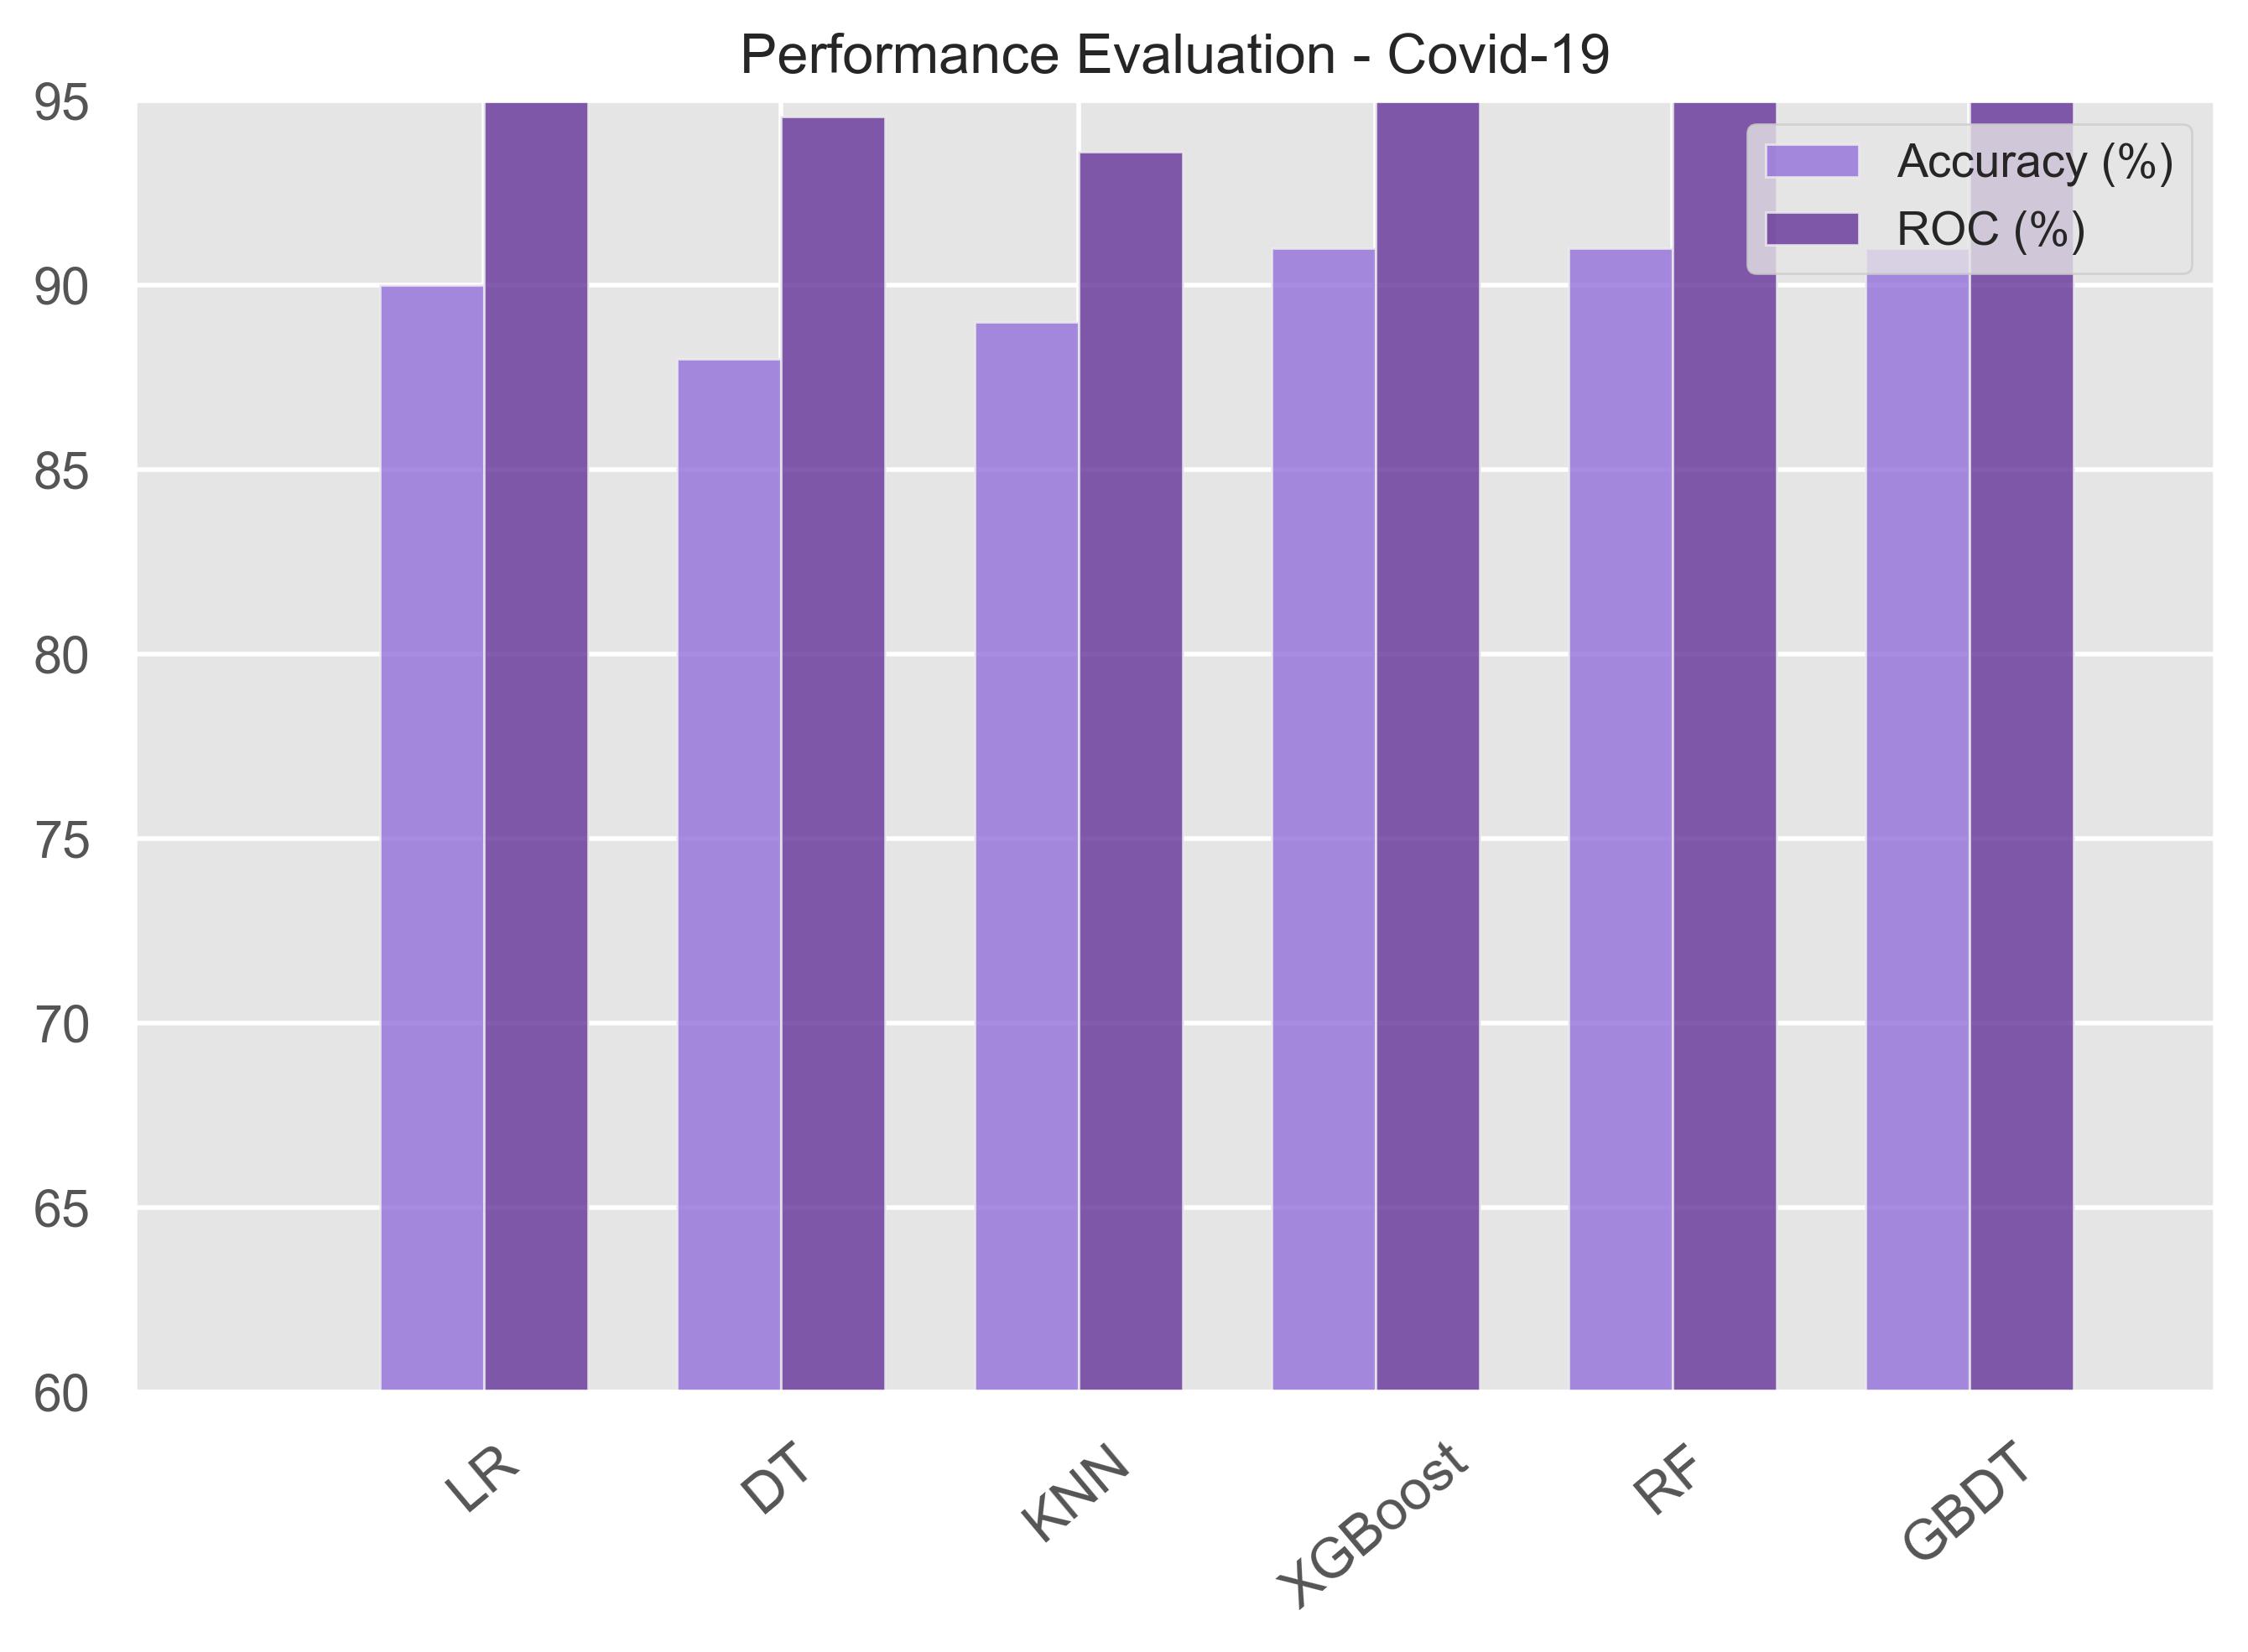 Performance Evaluation - Covid-19
95
90
85
80
75
70
65
60
Accuracy (%)
ROC (%)
LR
DT
KNN
XGBoost
RF
GBDT